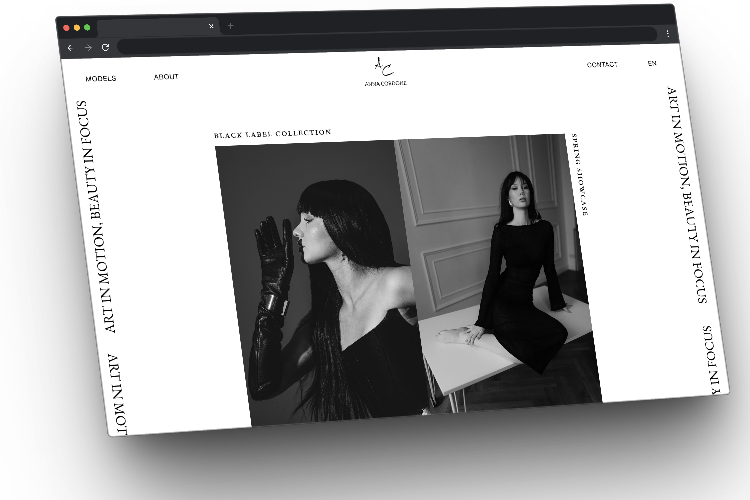 MODELS
ABOUT
AC
CONTACT
EN
BLACK LABEL COLLECTION
SPRING SHOWCASE
ART IN MOTION, BEAUTY IN FOCUS
ART IN MOT
ART IN MOTION, BEAUTY IN FOCUS
Y IN FOCUS